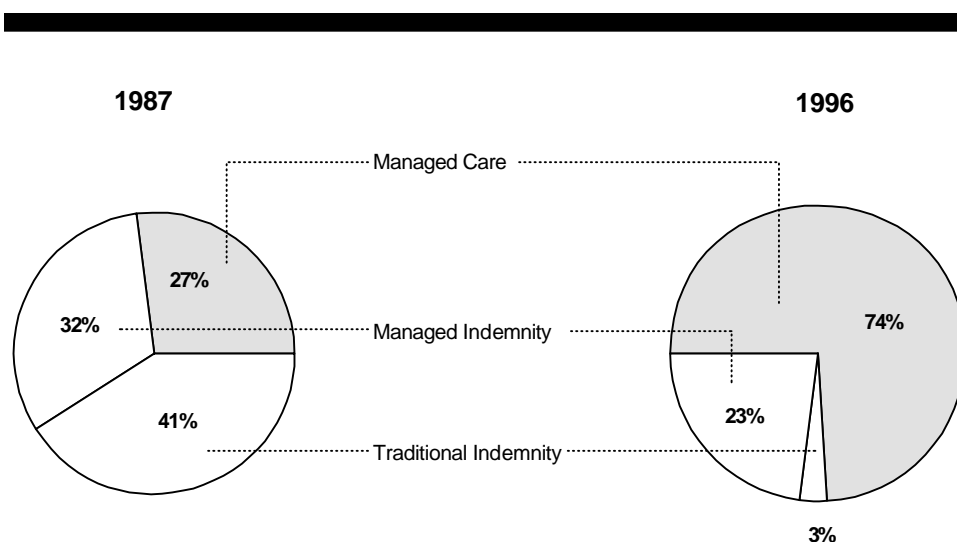 1987
1996
Managed Care
27%
32%
74%
Managed Indemnity
41%
23%
Traditional Indemnity
3%